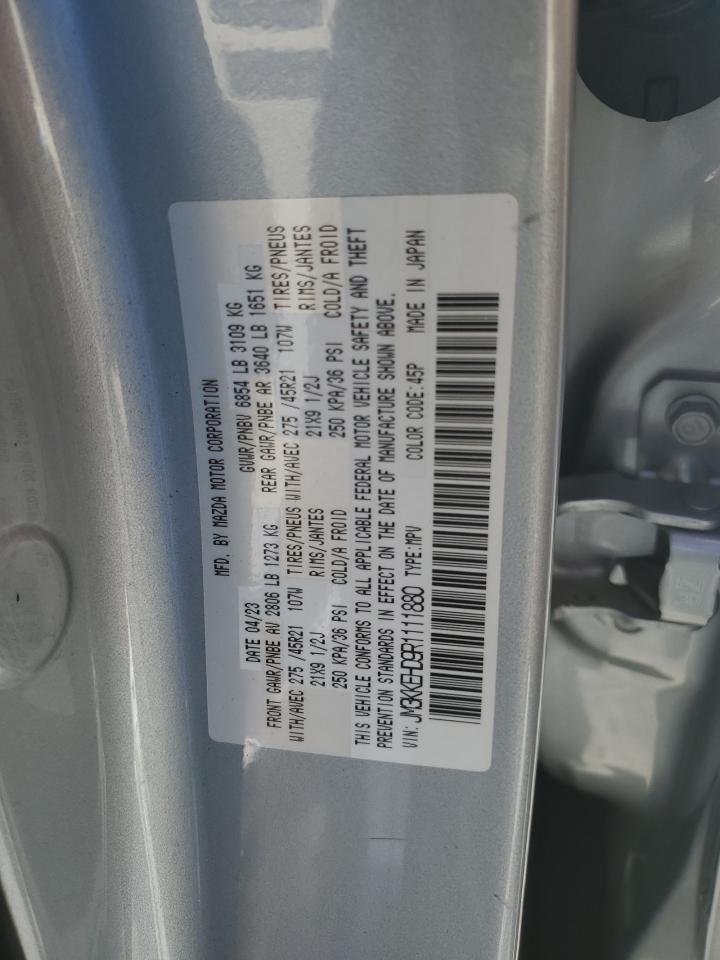 MFD. BY MAZDA MOTOR CORPORATION
DATE 04/23 GVWR/PNBV 6854 LB 3109 KG
FRONT GAWR/PNBE AV 2806 LB 1273 KG REAR GAWR/PNBE AR 3640 LB 1651 KG
WITH/AVEC 275 /45R21 107W TIRES/PNEUS WITH/AVEC 275 /45R21 107W TIRES/PNEUS
21X9 1/2J RIMS/JANTES 21X9 1/2J RIMS/JANTES
250 KPA/36 PSI COLD/A FROID 250 KPA/36 PSI COLD/A FROID
THIS VEHICLE CONFORMS TO ALL APPLICABLE FEDERAL MOTOR VEHICLE SAFETY AND THEFT
PREVENTION STANDARDS IN EFFECT ON THE DATE OF MANUFACTURE SHOWN ABOVE.
VIN: JM3KKEHD9R1111880 TYPE:MPV COLOR CODE:45P MADE IN JAPAN